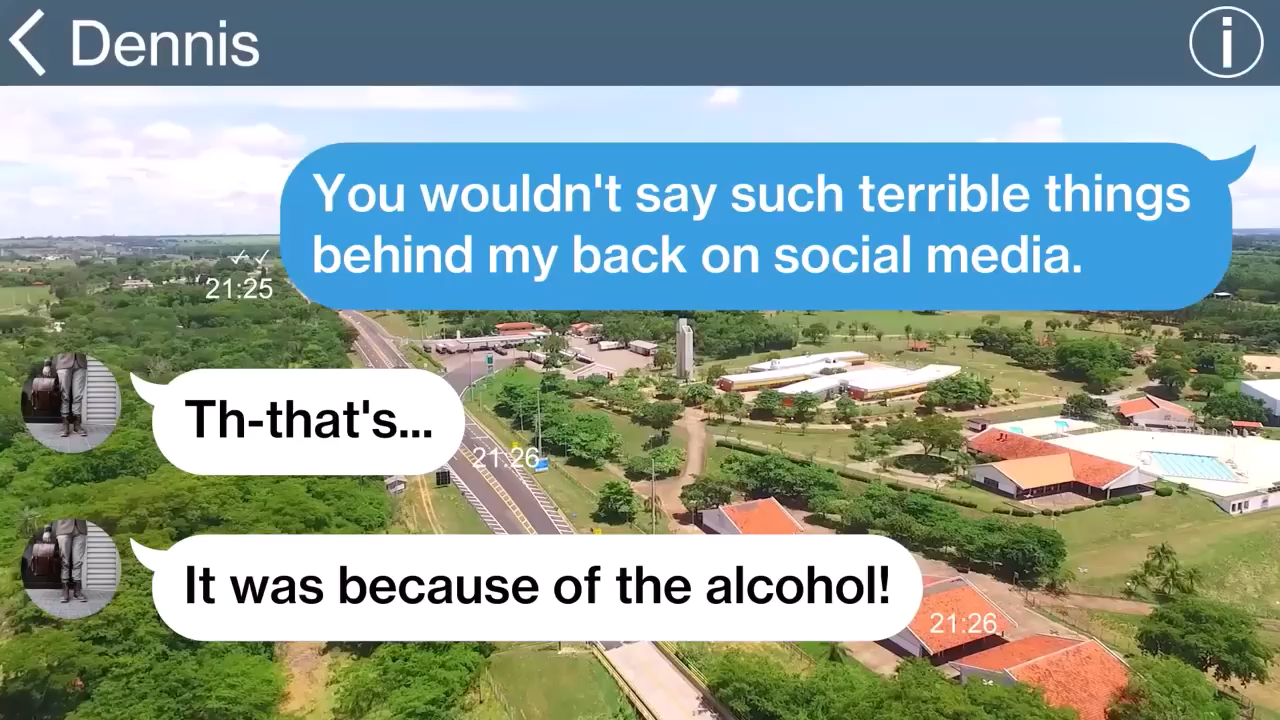 Dennis
You wouldn't say such terrible things
behind my back on social media.
21:25
Th-that's...
21:26
It was because of the alcohol!
21:26